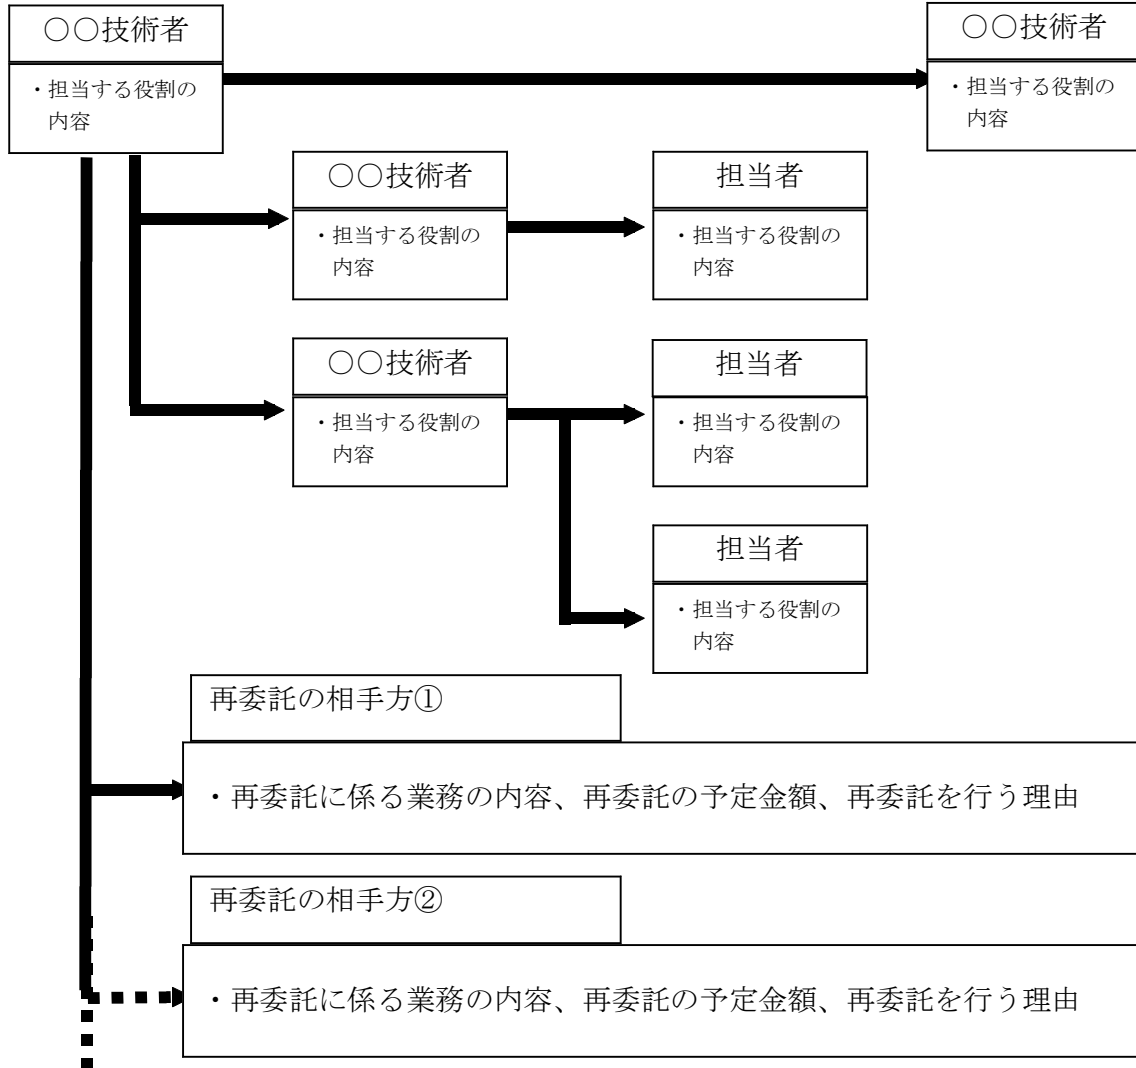 ○○技術者
・担当する役割の
内容
○○技術者
・担当する役割の
内容
○○技術者
・担当する役割の
内容
担当者
・担当する役割の
内容
○○技術者
・担当する役割の
内容
担当者
・担当する役割の
内容
担当者
・担当する役割の
内容
再委託の相手方①
・再委託に係る業務の内容、再委託の予定金額、再委託を行う理由
再委託の相手方②
・再委託に係る業務の内容、再委託の予定金額、再委託を行う理由